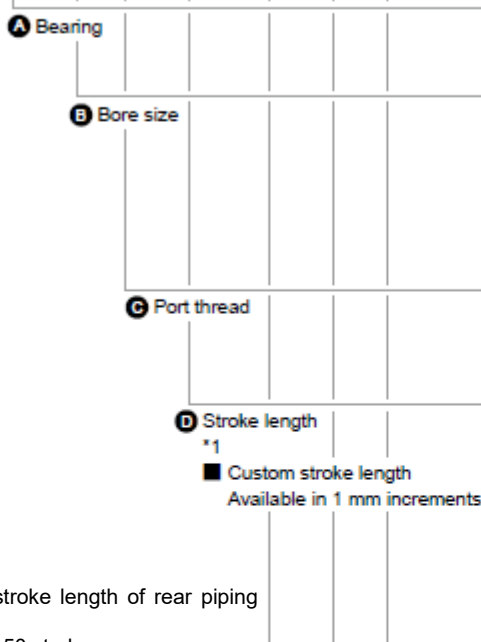 A Bearing
B Bore size
C Port thread
D Stroke length
*1
■ Custom stroke length
Available in 1 mm increments
stroke length of rear piping